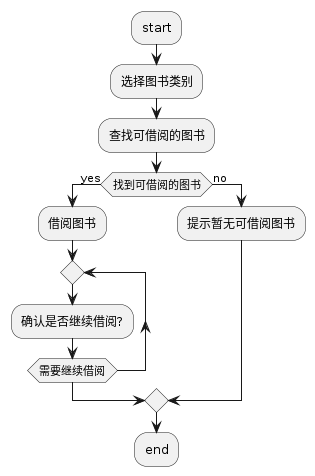 start
选择图书类别
查找可借阅的图书
yes
找到可借阅的图书
no
借阅图书
提示暂无可借阅图书
确认是否继续借阅?
需要继续借阅
end